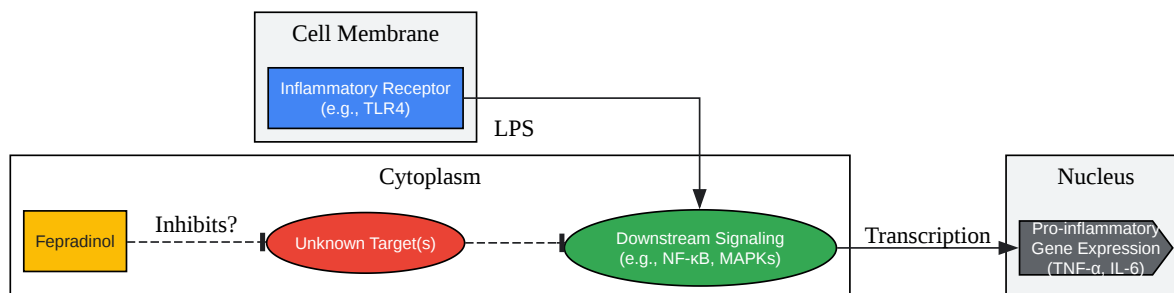 Cell Membrane
Inflammatory Receptor
(e.g., TLR4)
LPS
Cytoplasm
Nucleus
Fepradinol
Inhibits?
Unknown Target(s)
Downstream Signaling
(e.g., NF-κB, MAPKs)
Transcription
Pro-inflammatory
Gene Expression
(TNF-α, IL-6)